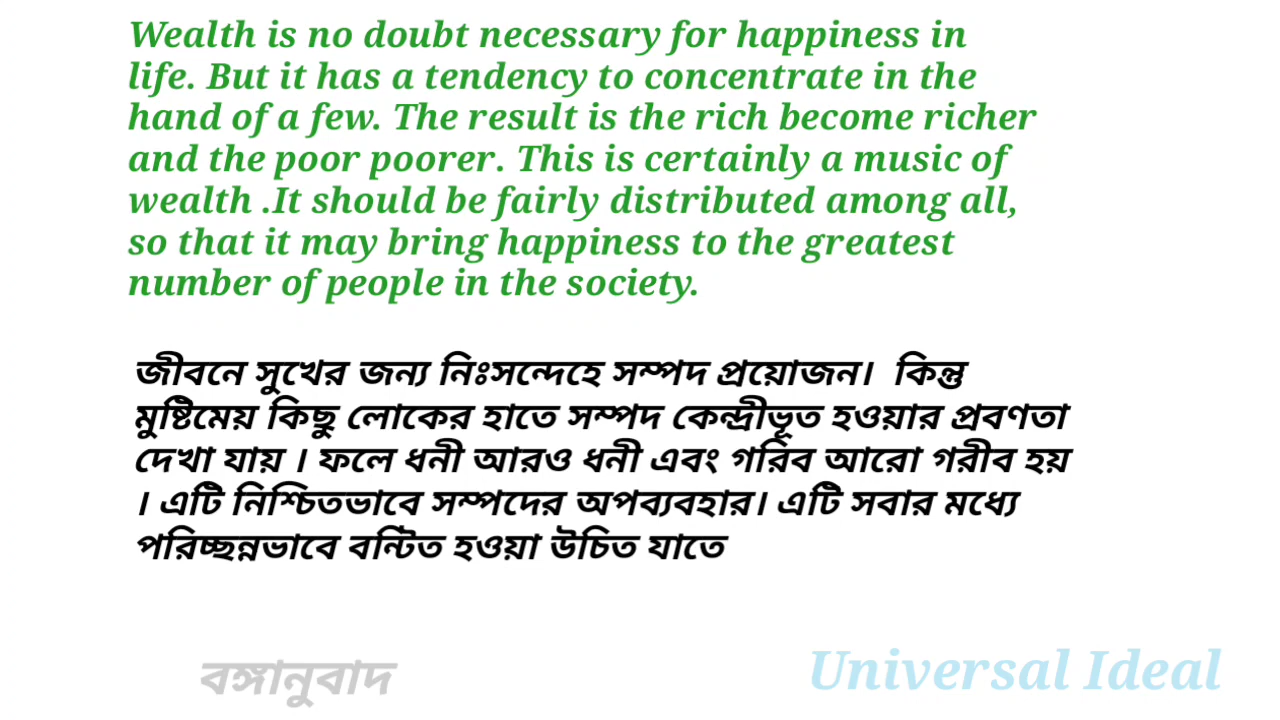 Wealth is no doubt necessary for happiness in
life. But it has a tendency to concentrate in the
hand of a few. The result is the rich become richer
and the poor poorer. This is certainly a music of
wealth .It should be fairly distributed among all,
so that it may bring happiness to the greatest
number of people in the society.
জীবনে সুখের জন্য নিঃসন্দেহে সম্পদ প্রয়োজন।  কিন্তু
মুষ্টিমেয় কিছু লোকের হাতে সম্পদ কেন্দ্রীভূত হওয়ার প্রবণতা
দেখা যায় । ফলে ধনী আরও ধনী এবং গরিব আরো গরীব হয়
। এটি নিশ্চিতভাবে সম্পদের অপব্যবহার। এটি সবার মধ্যে
পরিচ্ছন্নভাবে বন্টিত হওয়া উচিত যাতে
বঙ্গানুবাদ
Universal Ideal